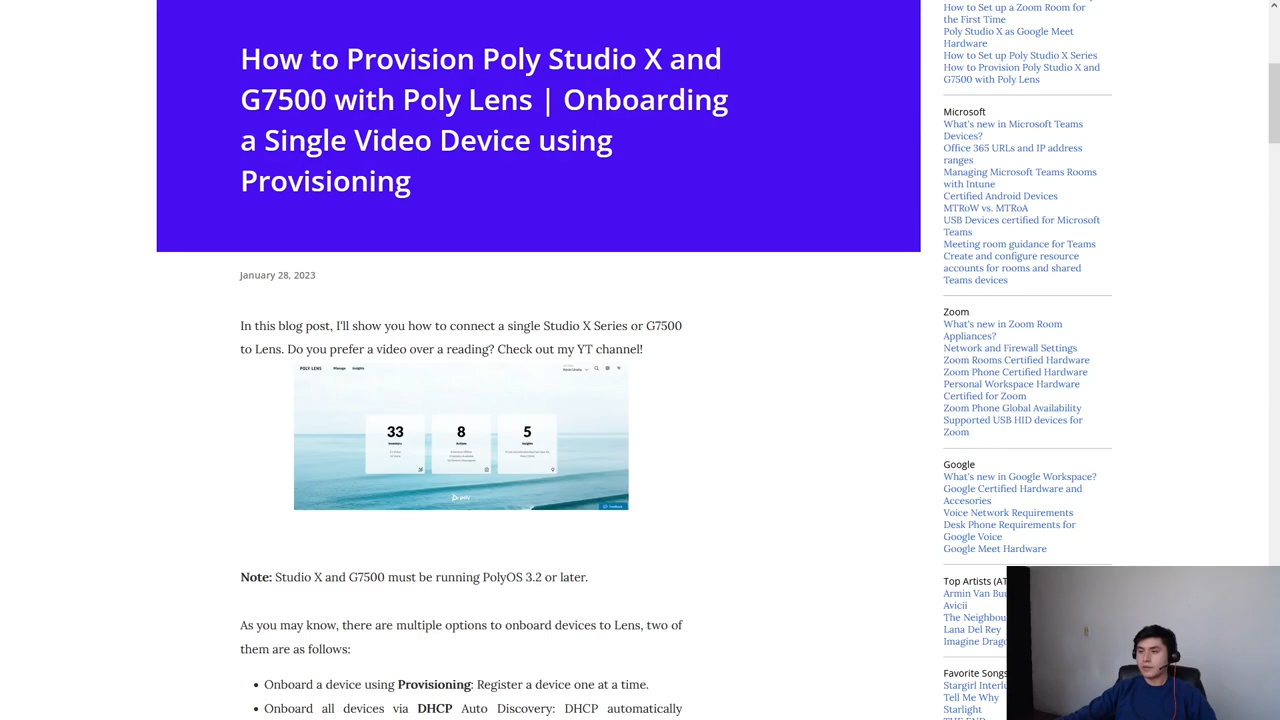 How to Provision Poly Studio X and
G7500 with Poly Lens | Onboarding
a Single Video Device using
Provisioning
January 28, 2023
In this blog post, I'll show you how to connect a single Studio X Series or G7500
to Lens. Do you prefer a video over a reading? Check out my YT channel!
POLY LENS
Manage
Insights
33
8
5
Inventory
Actions
Insights
poly
Feedback
Note: Studio X and G7500 must be running PolyOS 3.2 or later.
As you may know, there are multiple options to onboard devices to Lens, two of
them are as follows:
Onboard a device using Provisioning: Register a device one at a time.
Onboard all devices via DHCP Auto Discovery: DHCP automatically
How to Set up a Zoom Room for
the First Time
Poly Studio X as Google Meet
Hardware
How to Set up Poly Studio X Series
How to Provision Poly Studio X and
G7500 with Poly Lens
Microsoft
What's new in Microsoft Teams
Devices?
Office 365 URLs and IP address
ranges
Managing Microsoft Teams Rooms
with Intune
Certified Android Devices
MTRoW vs. MTRoA
USB Devices certified for Microsoft
Teams
Meeting room guidance for Teams
Create and configure resource
accounts for rooms and shared
Teams devices
Zoom
What's new in Zoom Room
Appliances?
Network and Firewall Settings
Zoom Rooms Certified Hardware
Zoom Phone Certified Hardware
Personal Workspace Hardware
Certified for Zoom
Zoom Phone Global Availability
Supported USB HID devices for
Zoom
Google
What's new in Google Workspace?
Google Certified Hardware and
Accesories
Voice Network Requirements
Desk Phone Requirements for
Google Voice
Google Meet Hardware
Top Artists (AT
Armin Van Bu
Avicii
The Neighbou
Lana Del Rey
Imagine Drago
Favorite Songs
Stargirl Interlu
Tell Me Why
Starlight
THE END